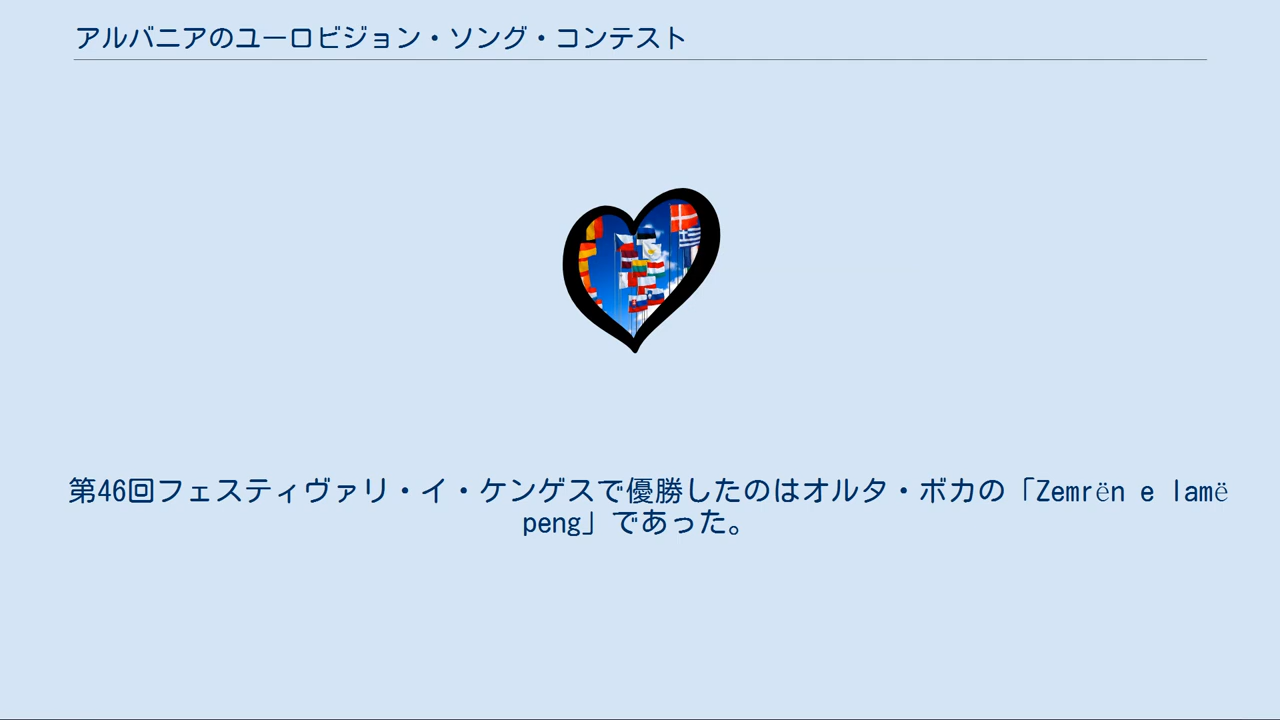 アルバニアのユーロビジョン・ソング・コンテスト
第46回フェスティヴァリ・イ・ケンゲスで優勝したのはオルタ・ボカの「Zemrën e lamë
peng」であった。